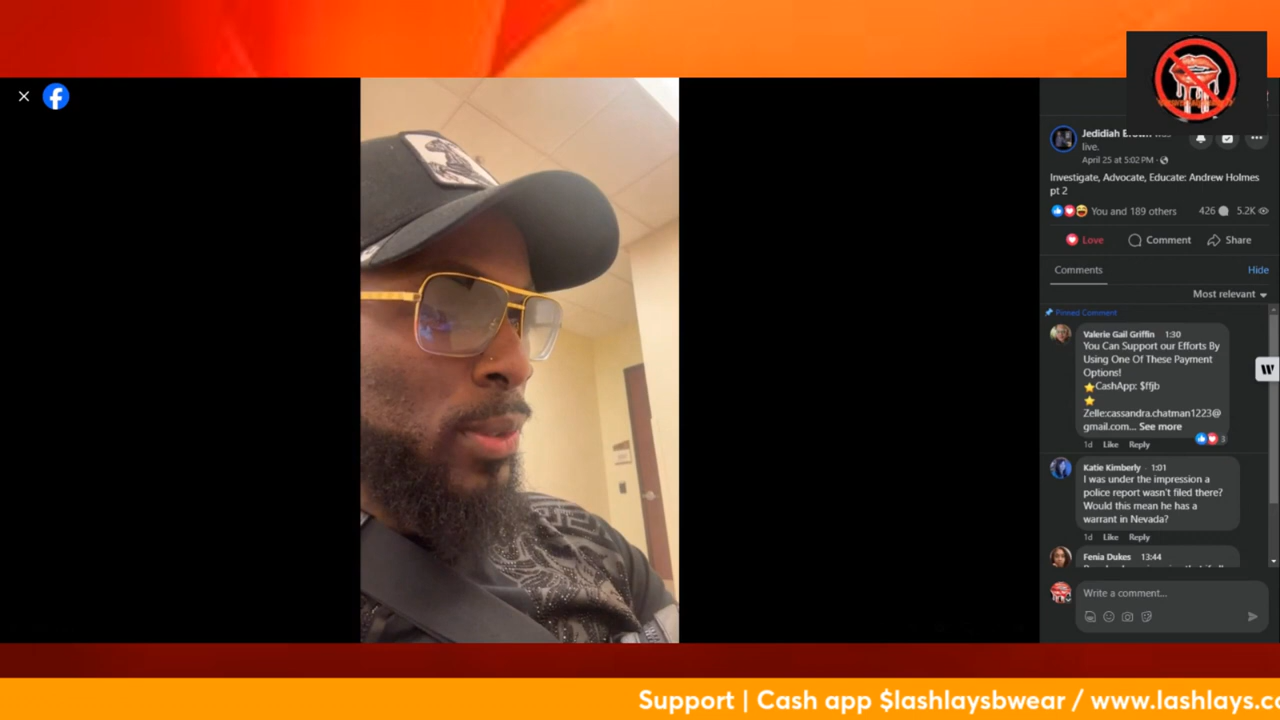 Jedidiah
live.
April 25 at 5:02 PM
Investigate, Advocate, Educate: Andrew Holmes
pt 2
You and 189 others 426 5.2K
Love Comment Share
Comments Hide
Most relevant
Pinned Comment
Valerie Gail Griffin 1:30
You Can Support our Efforts By
Using One Of These Payment
Options!
CashApp: $ffjb
Zelle:cassandra.chatman1223@
gmail.com... See more
3
1d Like Reply
Katie Kimberly · 1:01
I was under the impression a
police report wasn't filed there?
Would this mean he has a
warrant in Nevada?
1d Like Reply
Fenia Dukes 13:44
Write a comment...
W
Support | Cash app $lashlaysbwear / www.lashlays.co